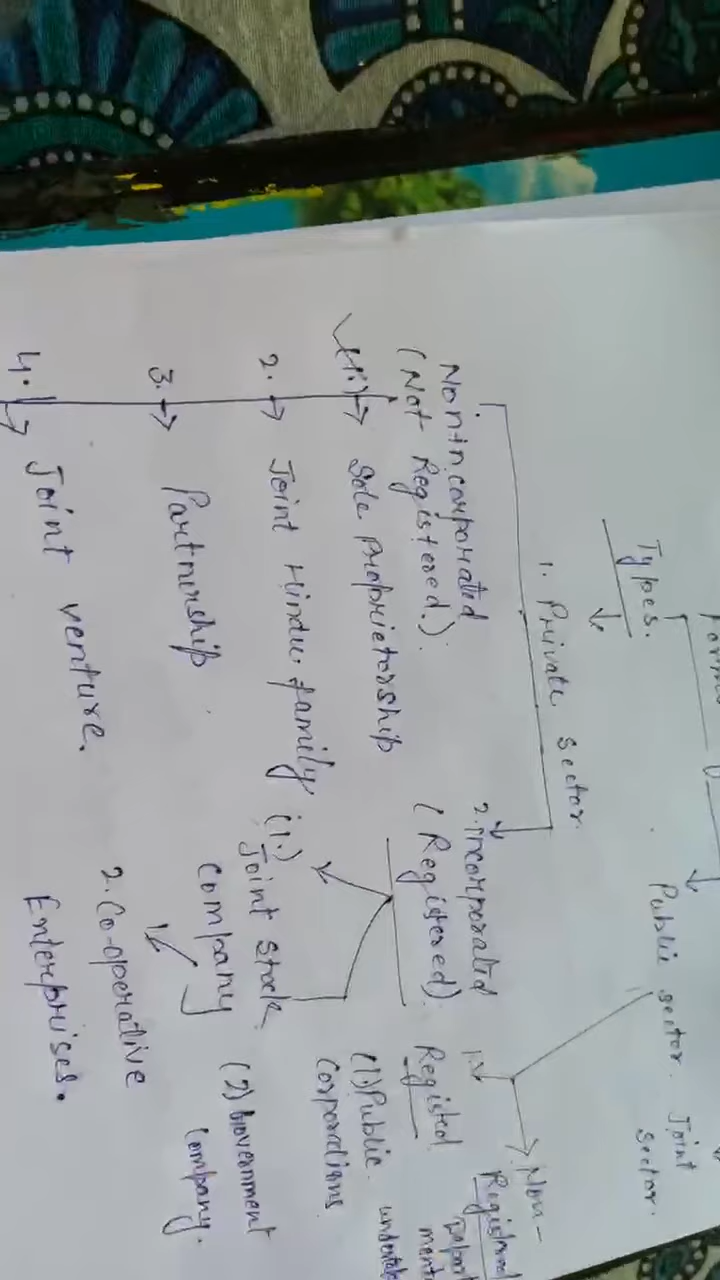 Types.
1. Private sector.
Public sector.
Joint
sector.
Non-incorporated
(Not Registered.).
(1.) Sole Proprietorship
2. Joint Hindu family
3. Partnership.
4. Joint venture.
2. incorporated
(Registered).
(1.)
Joint stock
company
2. Co-operative
Enterprises.
1.
Registed
(1) Public
Corporations
(2) Government
Company.
Non-